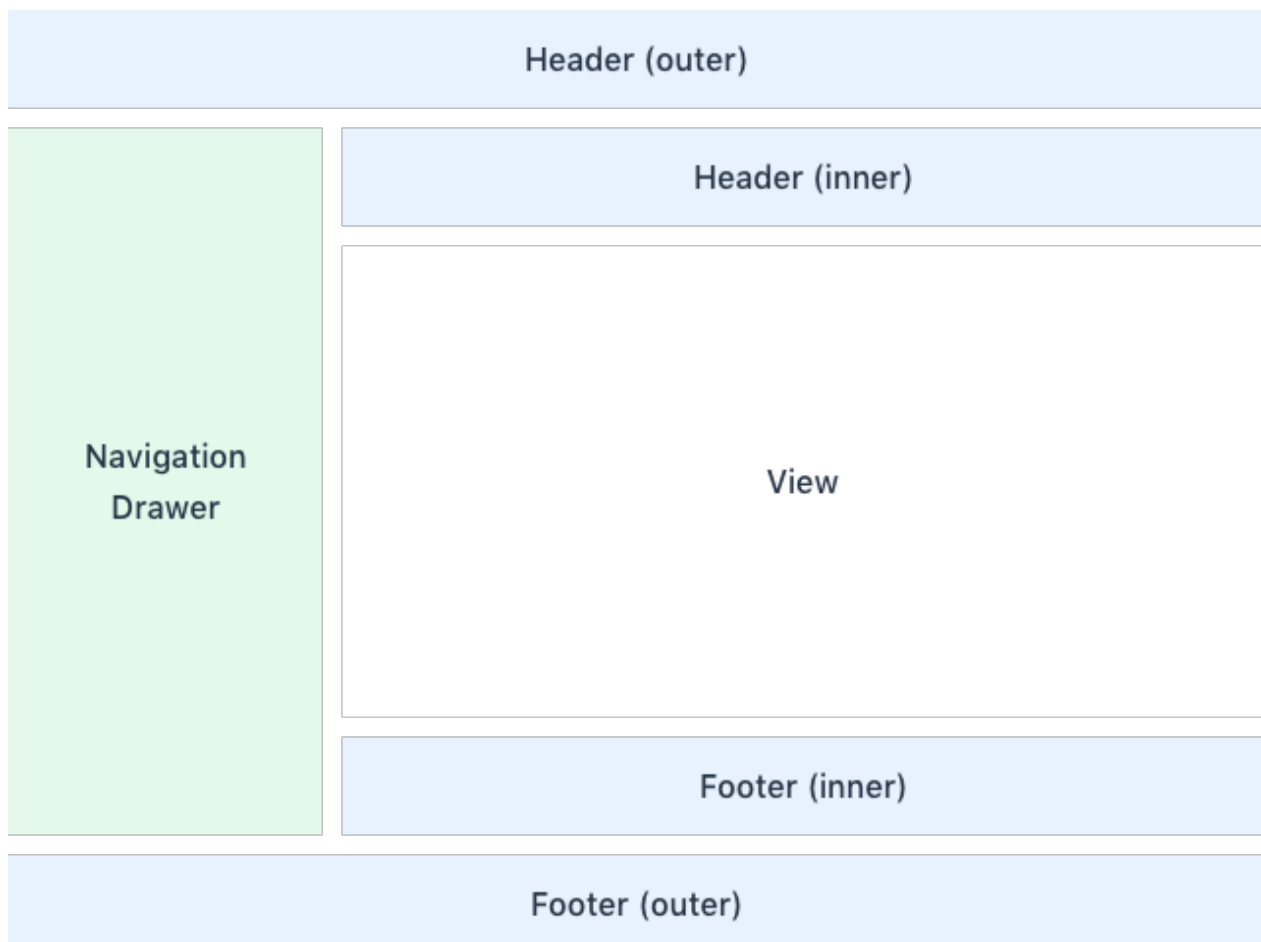 Header (outer)
Header (inner)
Navigation
Drawer
View
Footer (inner)
Footer (outer)